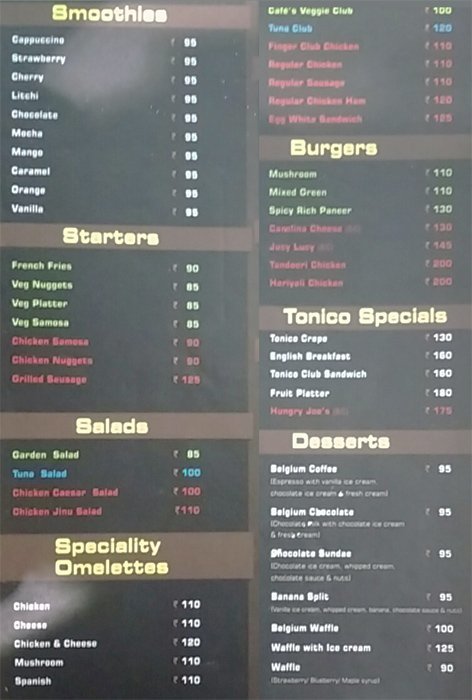 Smoothies
Cappuccino ₹ 95
Strawberry ₹ 95
Cherry ₹ 95
Litchi ₹ 95
Chocolate ₹ 95
Mocha ₹ 95
Mango ₹ 95
Caramel ₹ 95
Orange ₹ 95
Vanilla ₹ 95
Starters
French Fries ₹ 90
Veg Nuggets ₹ 85
Veg Platter ₹ 85
Veg Samosa ₹ 85
Chicken Samosa ₹ 90
Chicken Nuggets ₹ 90
Grilled Sausage ₹ 125
Salads
Garden Salad ₹ 85
Tuna Salad ₹ 100
Chicken Caesar Salad ₹ 100
Chicken Jinu Salad ₹ 110
Speciality
Omelettes
Chicken ₹ 110
Cheese ₹ 110
Chicken & Cheese ₹ 120
Mushroom ₹ 110
Spanish ₹ 110
Café's Veggie Club ₹ 100
Tuna Club ₹ 120
Finger Club Chicken ₹ 110
Regular Chicken ₹ 110
Regular Sausage ₹ 110
Regular Chicken Ham ₹ 120
Egg White Sandwich ₹ 125
Burgers
Mushroom ₹ 110
Mixed Green ₹ 110
Spicy Rich Paneer ₹ 130
Carolina Cheese ₹ 130
Jusy Lucy ₹ 145
Tandoori Chicken ₹ 200
Hariyali Chicken ₹ 200
Tonico Specials
Tonico Crepe ₹ 130
English Breakfast ₹ 160
Tonico Club Sandwich ₹ 160
Fruit Platter ₹ 180
Hungry Joe's ₹ 175
Desserts
Belgium Coffee ₹ 95
(Espresso with vanilla ice cream,
chocolate ice cream & fresh cream)
Belgium Chocolate ₹ 95
(Chocolaty Milk with chocolate ice cream
& fresh cream)
Chocolate Sundae ₹ 95
(Chocolate ice cream, whipped cream,
chocolate sauce & nuts)
Banana Split ₹ 95
(Vanilla ice cream, whipped cream, banana, chocolate sauce & nuts)
Belgium Waffle ₹ 100
Waffle with Ice cream ₹ 125
Waffle ₹ 90
(Strawberry/ Blueberry/ Maple syrup)